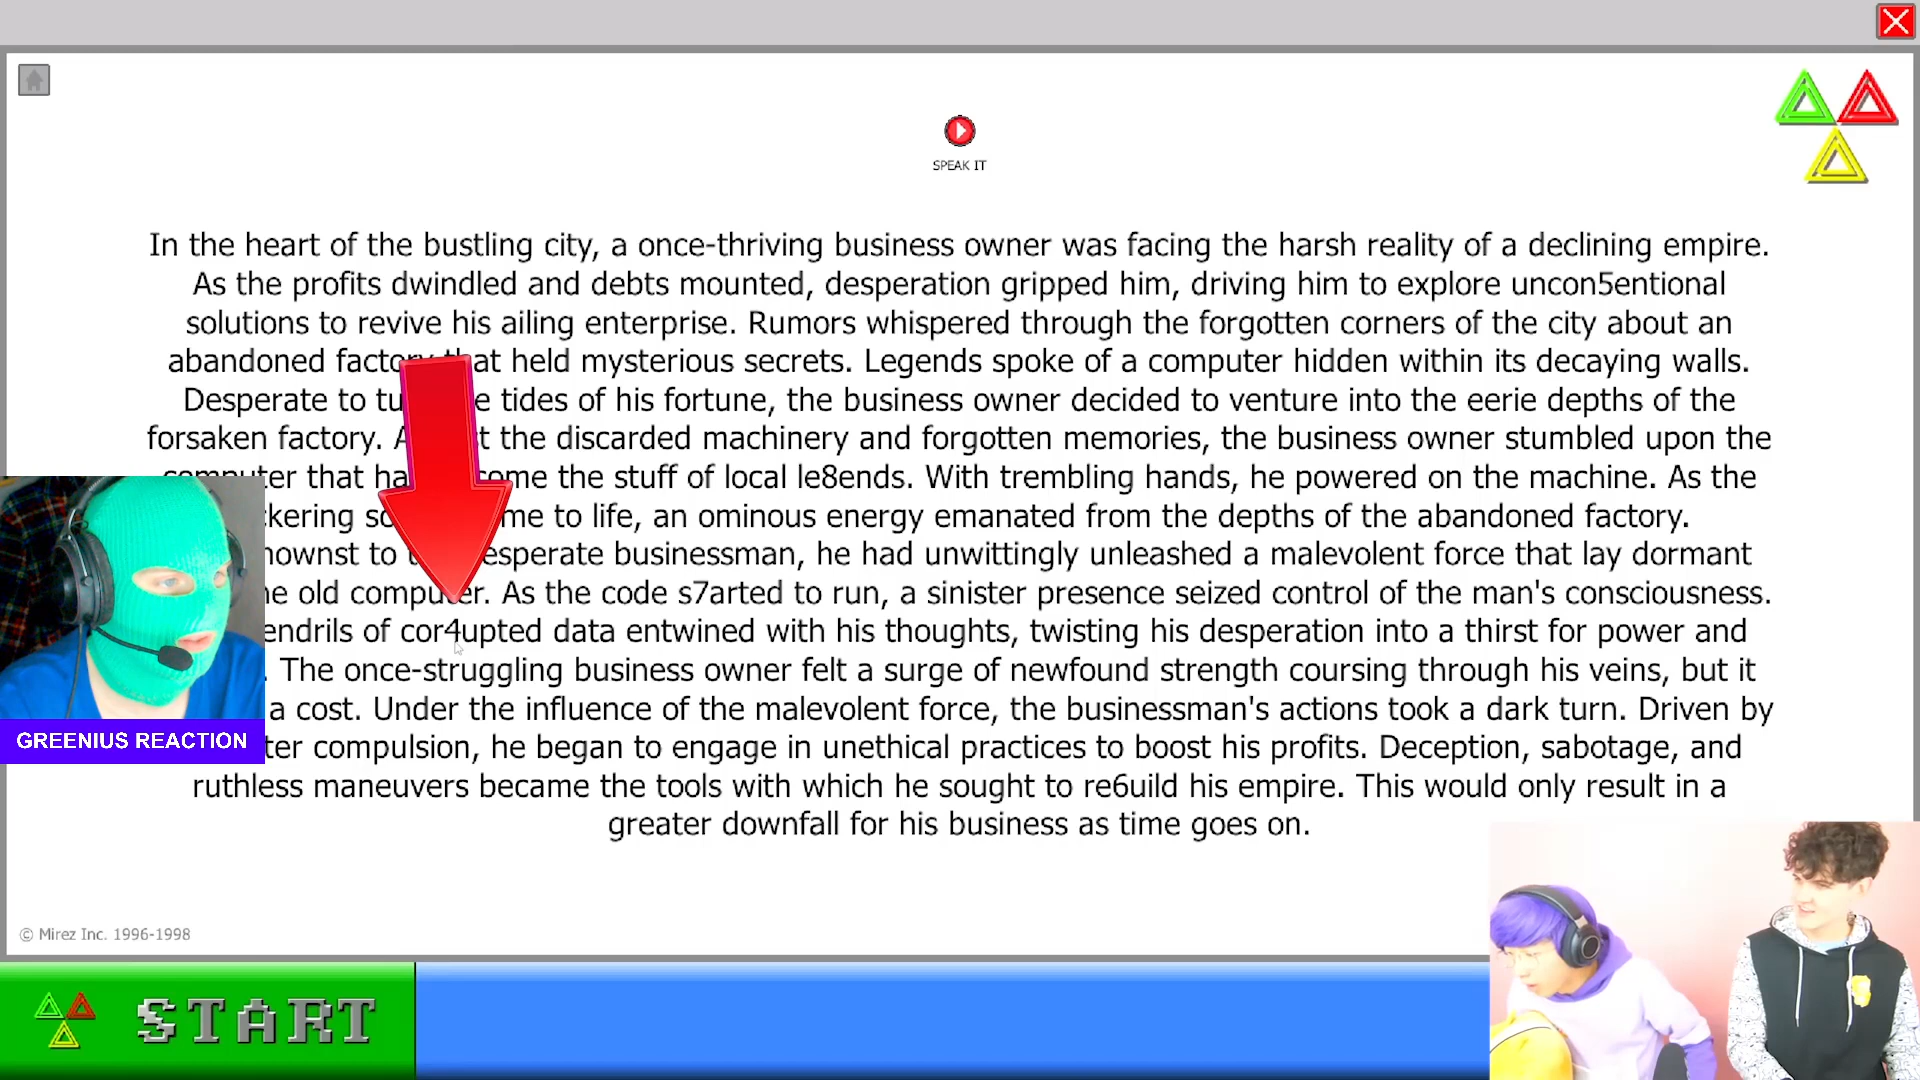 SPEAK IT
In the heart of the bustling city, a once-thriving business owner was facing the harsh reality of a declining empire.
As the profits dwindled and debts mounted, desperation gripped him, driving him to explore uncon5entional
solutions to revive his ailing enterprise. Rumors whispered through the forgotten corners of the city about an
abandoned factory that held mysterious secrets. Legends spoke of a computer hidden within its decaying walls.
Desperate to tides of his fortune, the business owner decided to venture into the eerie depths of the
forsaken factory. the discarded machinery and forgotten memories, the business owner stumbled upon the
computer that the stuff of local le8ends. With trembling hands, he powered on the machine. As the
to life, an ominous energy emanated from the depths of the abandoned factory.
to desperate businessman, he had unwittingly unleashed a malevolent force that lay dormant
old computer. As the code s7arted to run, a sinister presence seized control of the man's consciousness.
of cor4upted data entwined with his thoughts, twisting his desperation into a thirst for power and
The once-struggling business owner felt a surge of newfound strength coursing through his veins, but it
a cost. Under the influence of the malevolent force, the businessman's actions took a dark turn. Driven by
compulsion, he began to engage in unethical practices to boost his profits. Deception, sabotage, and
GREENIUS REACTION
ruthless maneuvers became the tools with which he sought to re6uild his empire. This would only result in a
greater downfall for his business as time goes on.
© Mirez Inc. 1996-1998
START